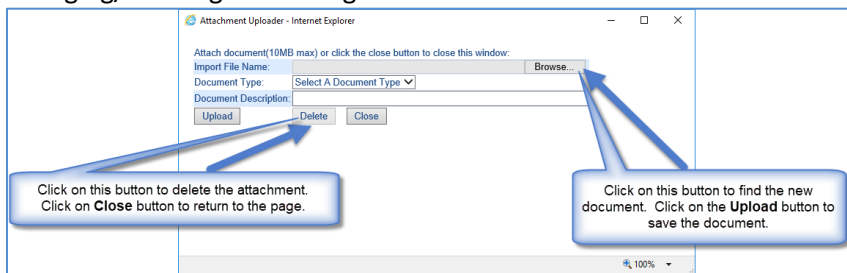 Attachment Uploader - Internet Explorer
Attach document(10MB max) or click the close button to close this window:
Import File Name:
Browse...
Document Type:
Select A Document Type
Document Description:
Upload
Delete
Close
Click on this button to delete the attachment.
Click on Close button to return to the page.
Click on this button to find the new
document. Click on the Upload button to
save the document.
100%